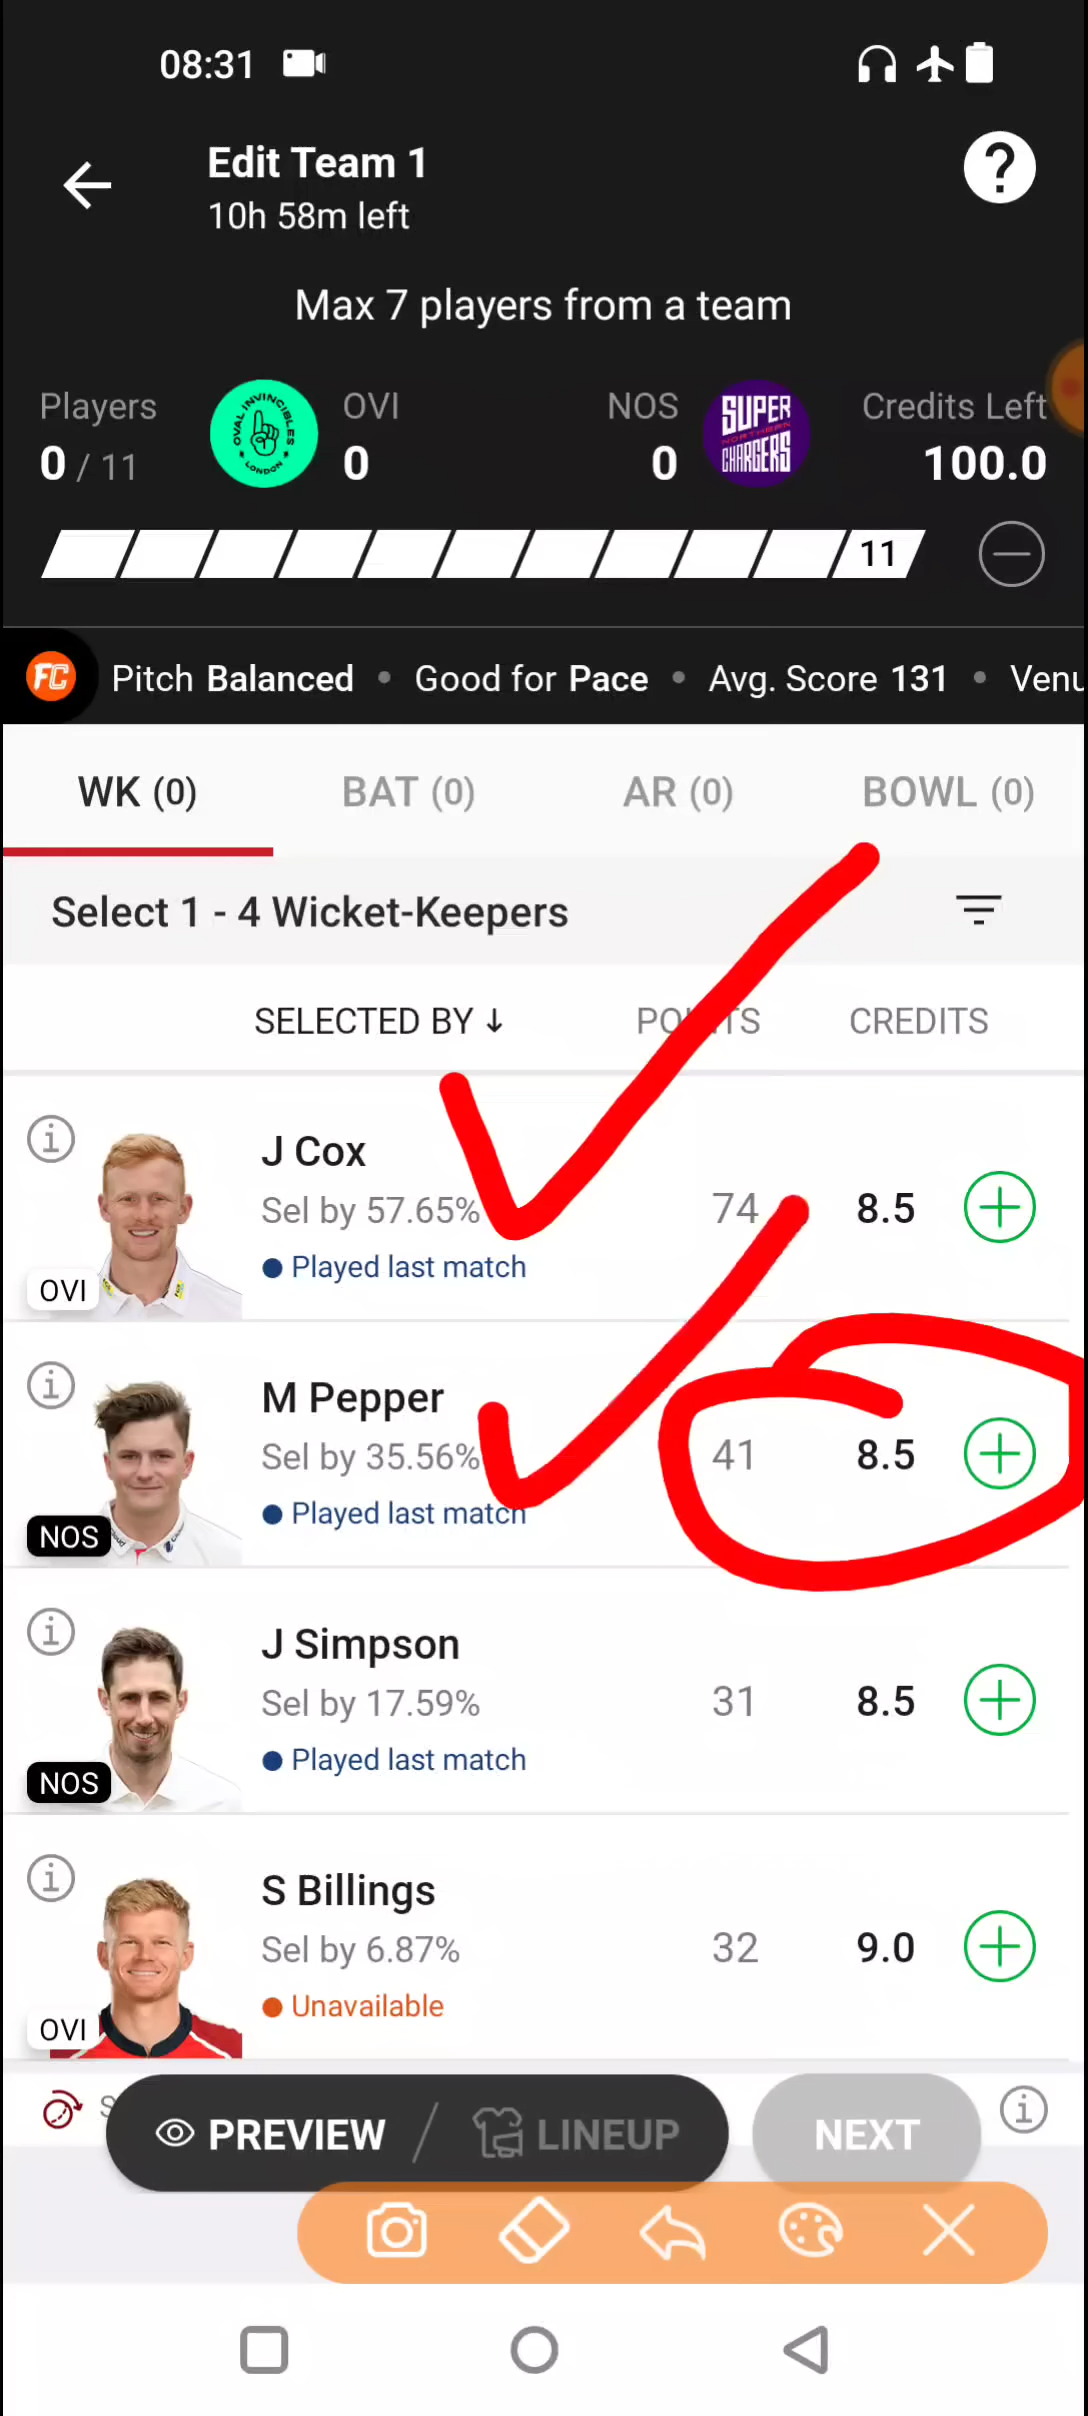 08:31
Edit Team 1
10h 58m left
?
Max 7 players from a team
Players OVI NOS Credits Left
0 / 11 0 0 100.0
OVAL INVINCIBLES
LONDON
SUPER
NORTHERN
CHARGERS
11
FC Pitch Balanced • Good for Pace • Avg. Score 131 • Venu
WK (0) BAT (0) AR (0) BOWL (0)
Select 1 - 4 Wicket-Keepers
SELECTED BY ↓ POINTS CREDITS
J Cox
Sel by 57.65% 74 8.5
Played last match
OVI
M Pepper
Sel by 35.56% 41 8.5
Played last match
NOS
J Simpson
Sel by 17.59% 31 8.5
Played last match
NOS
S Billings
Sel by 6.87% 32 9.0
Unavailable
OVI
S
PREVIEW / LINEUP NEXT